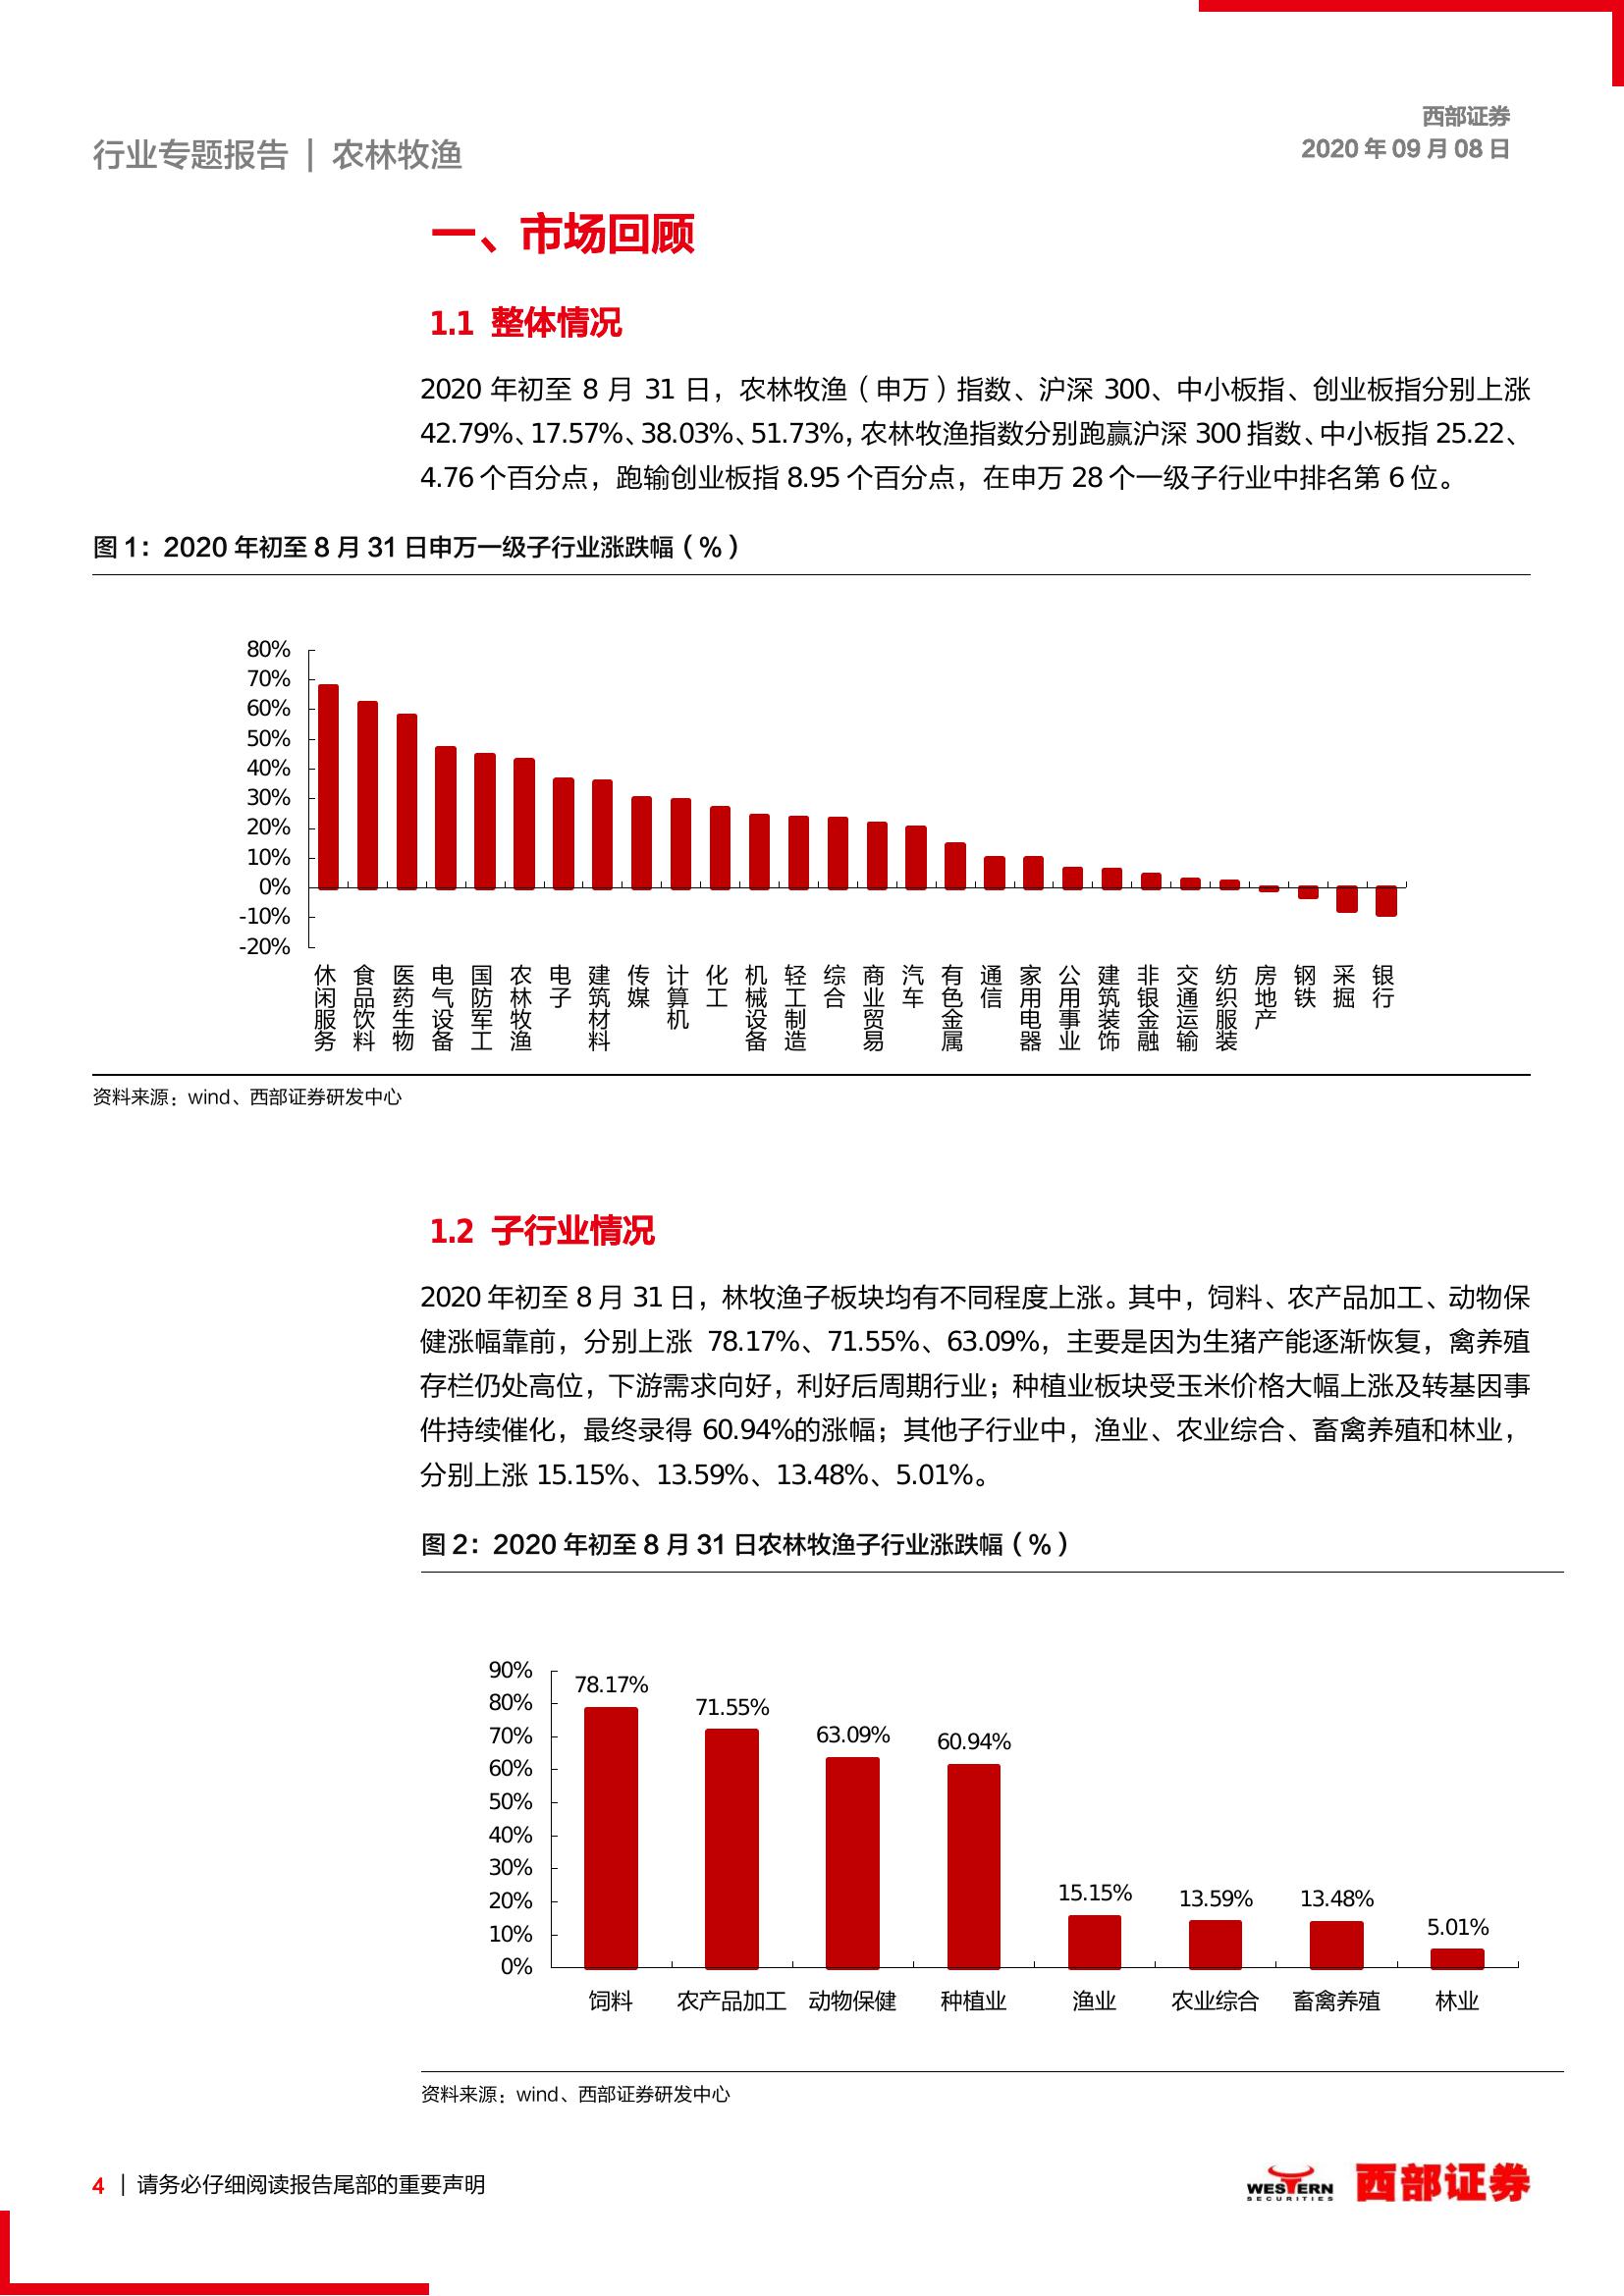 西部证券
行业专题报告 | 农林牧渔
2020 年 09 月 08 日
一、市场回顾
1.1 整体情况
2020 年初至 8 月 31 日，农林牧渔（申万）指数、沪深 300、中小板指、创业板指分别上涨
42.79%、17.57%、38.03%、51.73%，农林牧渔指数分别跑赢沪深 300 指数、中小板指 25.22、
4.76 个百分点，跑输创业板指 8.95 个百分点，在申万 28 个一级子行业中排名第 6 位。
图 1：2020 年初至 8 月 31 日申万一级子行业涨跌幅（%）
80%
70%
60%
50%
40%
30%
20%
10%
0%
-10%
-20%
休闲服务
食品饮料
医药生物
电气设备
国防军工
农林牧渔
电子
建筑材料
传媒
计算机
化工
机械设备
轻工制造
综合
商业贸易
汽车
有色金属
通信
家用电器
公用事业
建筑装饰
非银金融
交通运输
纺织服装
房地产
钢铁
采掘
银行
资料来源：wind、西部证券研发中心
1.2 子行业情况
2020 年初至 8 月 31 日，林牧渔子板块均有不同程度上涨。其中，饲料、农产品加工、动物保
健涨幅靠前，分别上涨 78.17%、71.55%、63.09%，主要是因为生猪产能逐渐恢复，禽养殖
存栏仍处高位，下游需求向好，利好后周期行业；种植业板块受玉米价格大幅上涨及转基因事
件持续催化，最终录得 60.94%的涨幅；其他子行业中，渔业、农业综合、畜禽养殖和林业，
分别上涨 15.15%、13.59%、13.48%、5.01%。
图 2：2020 年初至 8 月 31 日农林牧渔子行业涨跌幅（%）
90%
80%
70%
60%
50%
40%
30%
20%
10%
0%
78.17%
71.55%
63.09%
60.94%
15.15%
13.59%
13.48%
5.01%
饲料 农产品加工 动物保健 种植业 渔业 农业综合 畜禽养殖 林业
资料来源：wind、西部证券研发中心
4 | 请务必仔细阅读报告尾部的重要声明
WESTERN
SECURITIES
西部证券